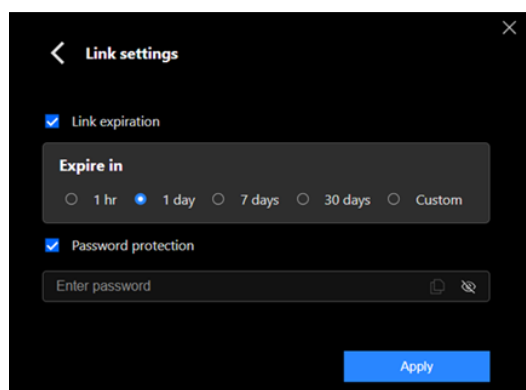 Link settings
Link expiration
Expire in
1 hr 1 day 7 days 30 days Custom
Password protection
Enter password
Apply